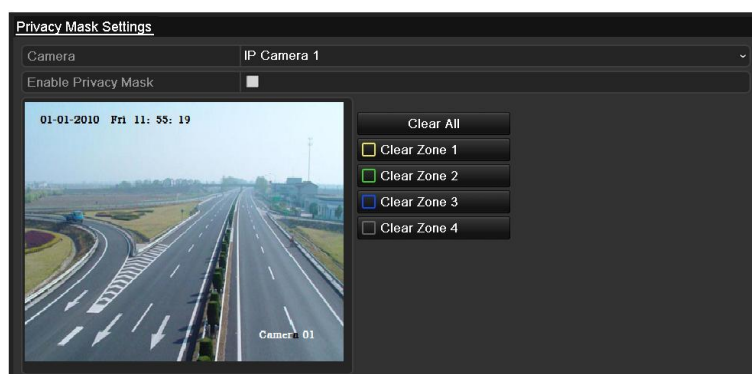 Privacy Mask Settings
Camera IP Camera 1
Enable Privacy Mask
01-01-2010 Fri 11: 55: 19
Clear All
Clear Zone 1
Clear Zone 2
Clear Zone 3
Clear Zone 4
Camera 01